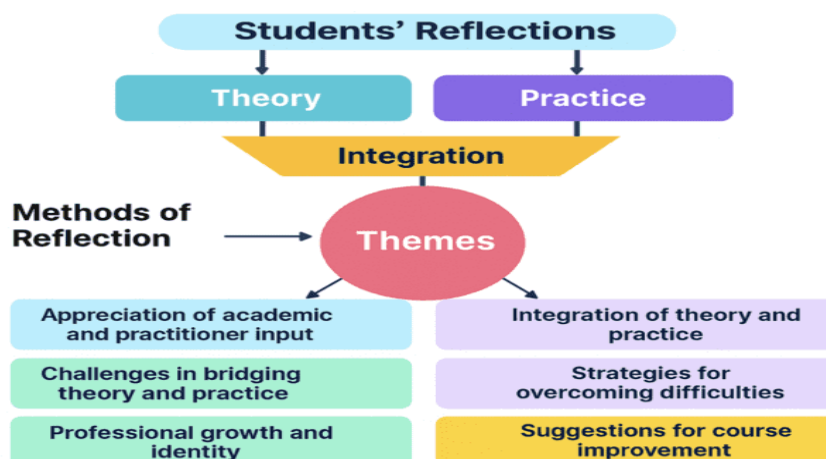 Students’ Reflections
Theory
Practice
Integration
Methods of
Reflection
Themes
Appreciation of academic
and practitioner input
Integration of theory and
practice
Challenges in bridging
theory and practice
Strategies for
overcoming difficulties
Professional growth and
identity
Suggestions for course
improvement